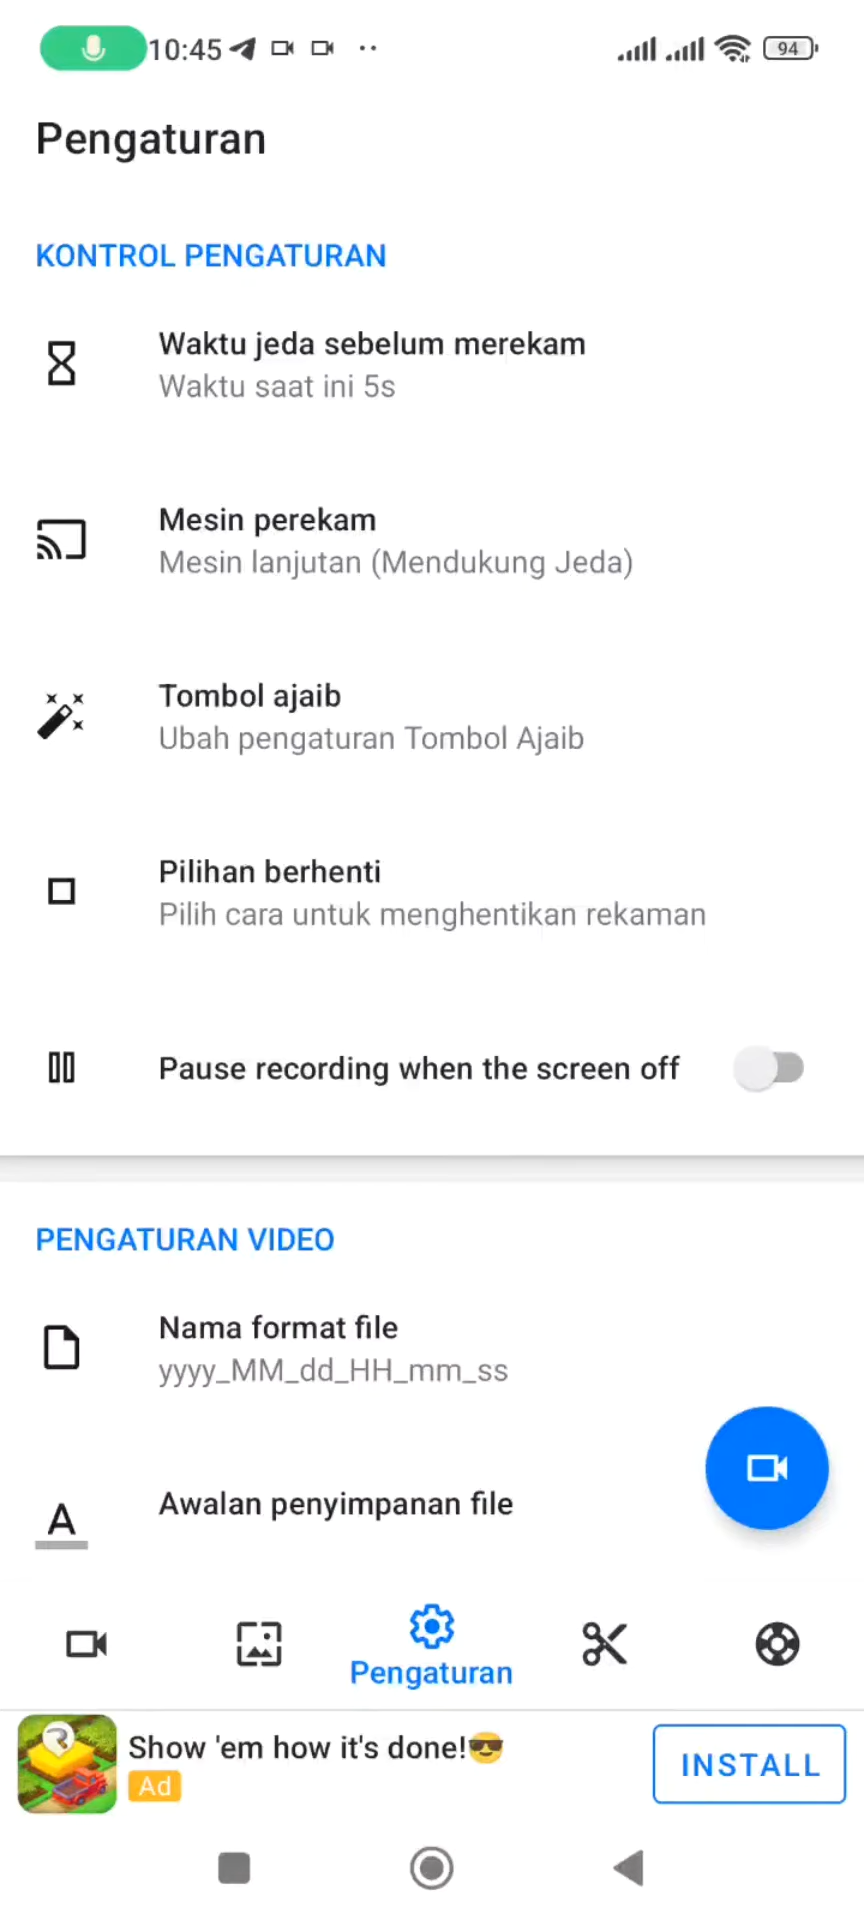 10:45
94
Pengaturan
KONTROL PENGATURAN
Waktu jeda sebelum merekam
Waktu saat ini 5s
Mesin perekam
Mesin lanjutan (Mendukung Jeda)
Tombol ajaib
Ubah pengaturan Tombol Ajaib
Pilihan berhenti
Pilih cara untuk menghentikan rekaman
Pause recording when the screen off
PENGATURAN VIDEO
Nama format file
yyyy_MM_dd_HH_mm_ss
A
Awalan penyimpanan file
Pengaturan
Show 'em how it's done!😎
Ad
INSTALL